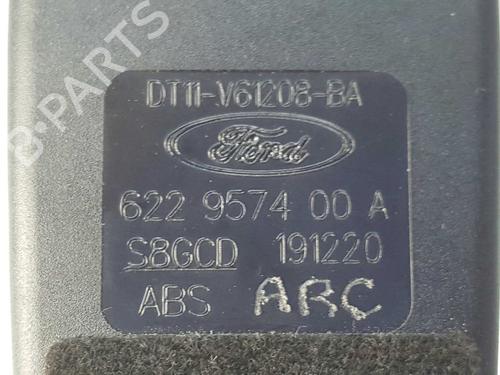 B-PARTS
DT11-V61208-BA
Ford
622 9574 00 A
S8GCD 191220
ABS ARC